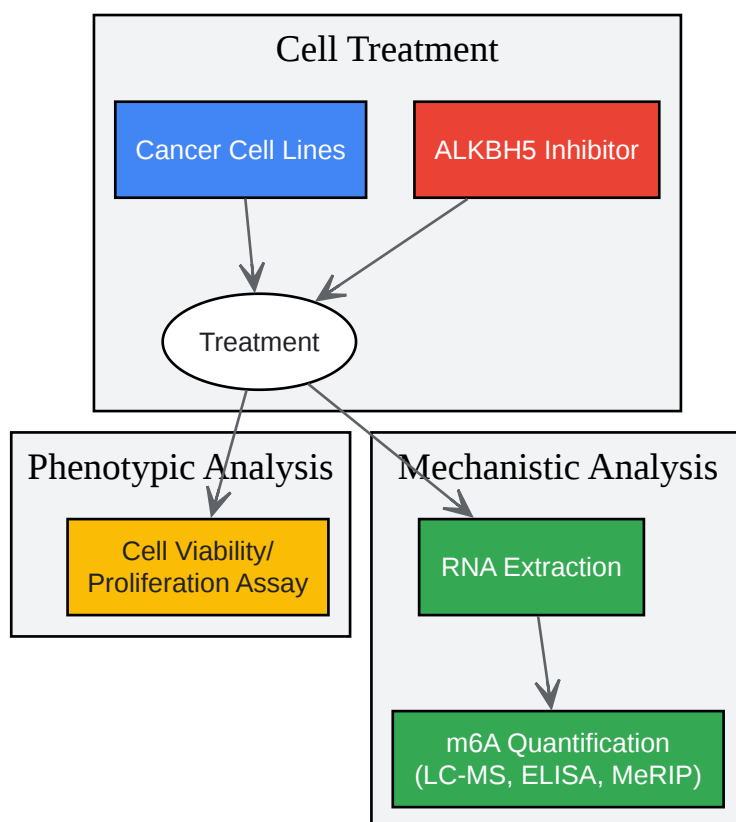 Cell Treatment
Cancer Cell Lines
ALKBH5 Inhibitor
Treatment
Phenotypic Analysis
Cell Viability/
Proliferation Assay
Mechanistic Analysis
RNA Extraction
m6A Quantification
(LC-MS, ELISA, MeRIP)